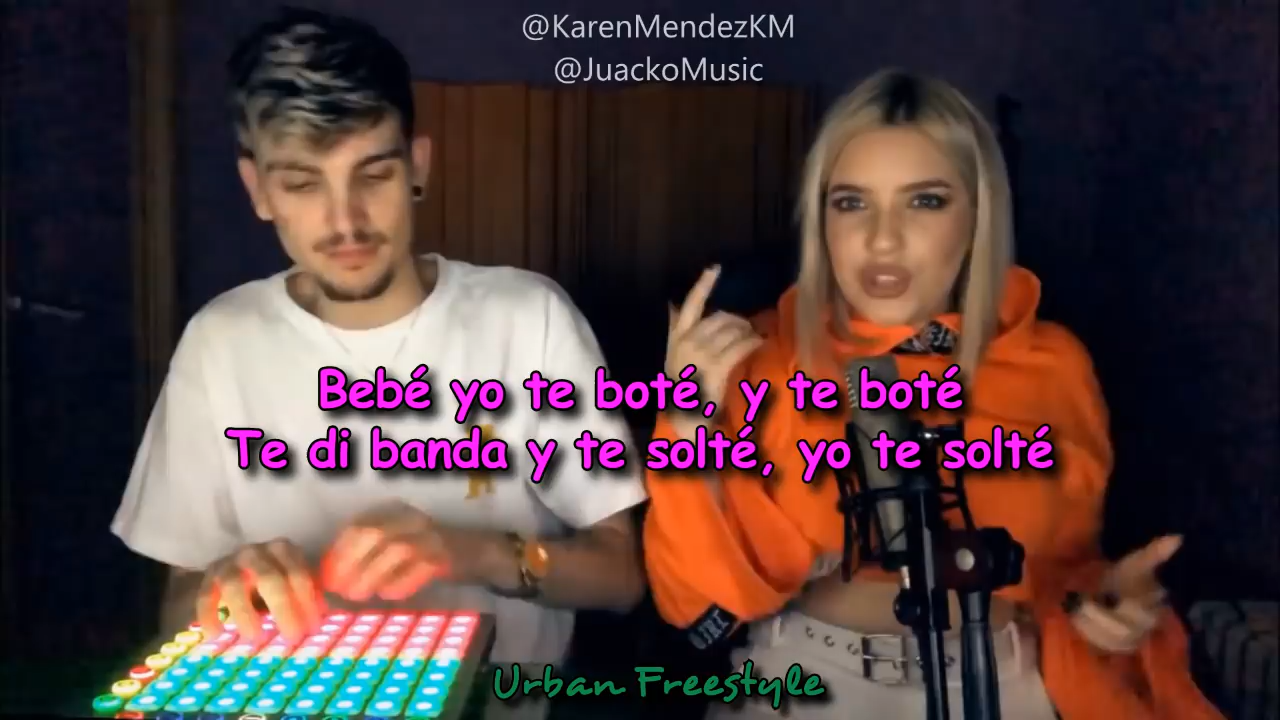 @KarenMendezKM
@JuackoMusic
Bebé yo te boté, y te boté
Te di banda y te solté, yo te solté
Urban Freestyle